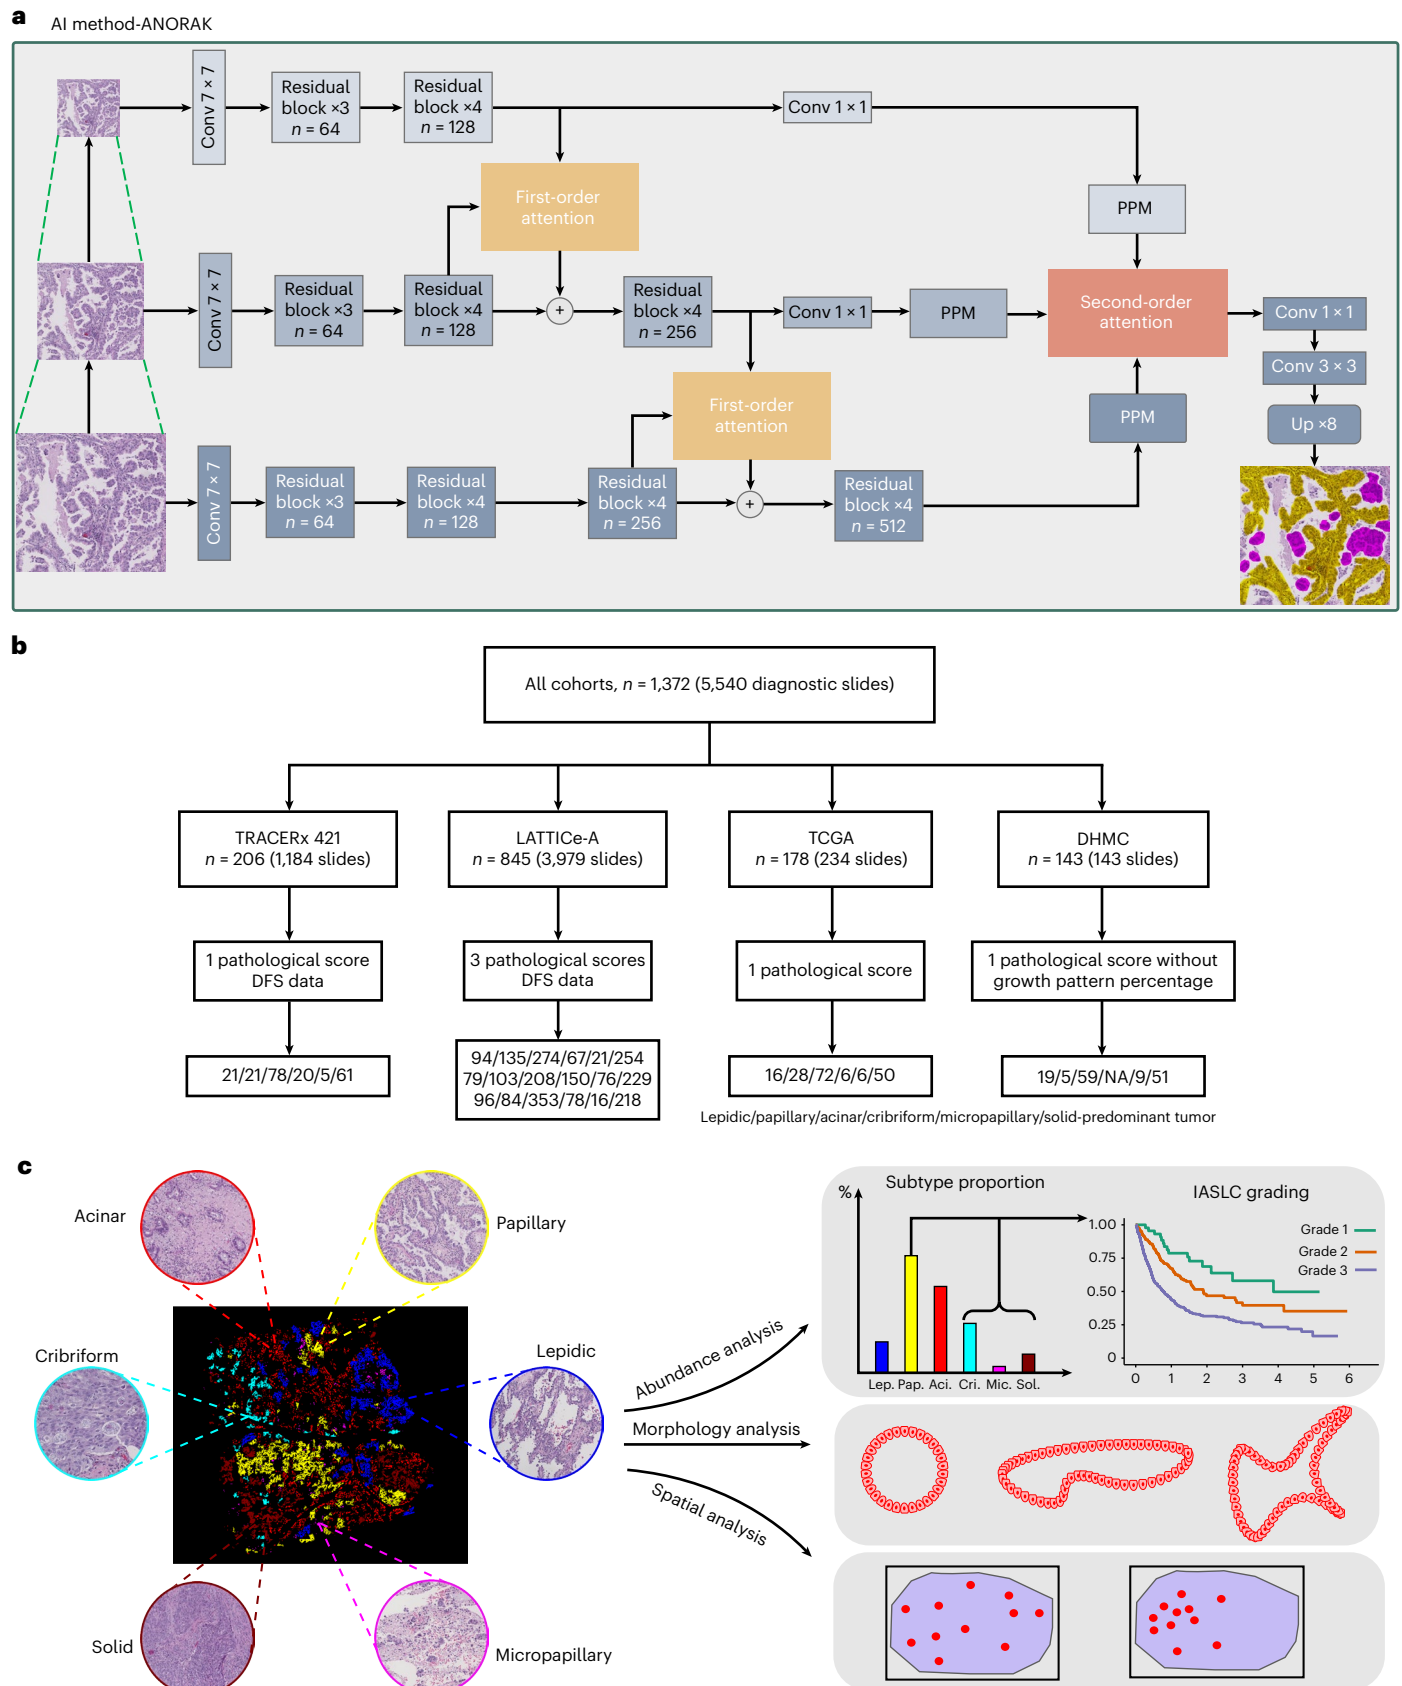 a
AI method-ANORAK
Conv 7 × 7
Residual
block ×3
n = 64
Residual
block ×4
n = 128
Conv 1 × 1
First-order
attention
PPM
Conv 7 × 7
Residual
block ×3
n = 64
Residual
block ×4
n = 128
+
Residual
block ×4
n = 256
Conv 1 × 1
PPM
Second-order
attention
Conv 1 × 1
Conv 3 × 3
First-order
attention
PPM
Up ×8
Conv 7 × 7
Residual
block ×3
n = 64
Residual
block ×4
n = 128
Residual
block ×4
n = 256
+
Residual
block ×4
n = 512
b
All cohorts, n = 1,372 (5,540 diagnostic slides)
TRACERx 421
n = 206 (1,184 slides)
LATTICe-A
n = 845 (3,979 slides)
TCGA
n = 178 (234 slides)
DHMC
n = 143 (143 slides)
1 pathological score
DFS data
3 pathological scores
DFS data
1 pathological score
1 pathological score without
growth pattern percentage
21/21/78/20/5/61
94/135/274/67/21/254
79/103/208/150/76/229
96/84/353/78/16/218
16/28/72/6/6/50
19/5/59/NA/9/51
Lepidic/papillary/acinar/cribriform/micropapillary/solid-predominant tumor
c
Acinar
Papillary
Cribriform
Lepidic
Solid
Micropapillary
Abundance analysis
Morphology analysis
Spatial analysis
%
Subtype proportion
Lep. Pap. Aci. Cri. Mic. Sol.
IASLC grading
1.00
0.75
0.50
0.25
0
Grade 1
Grade 2
Grade 3
0 1 2 3 4 5 6